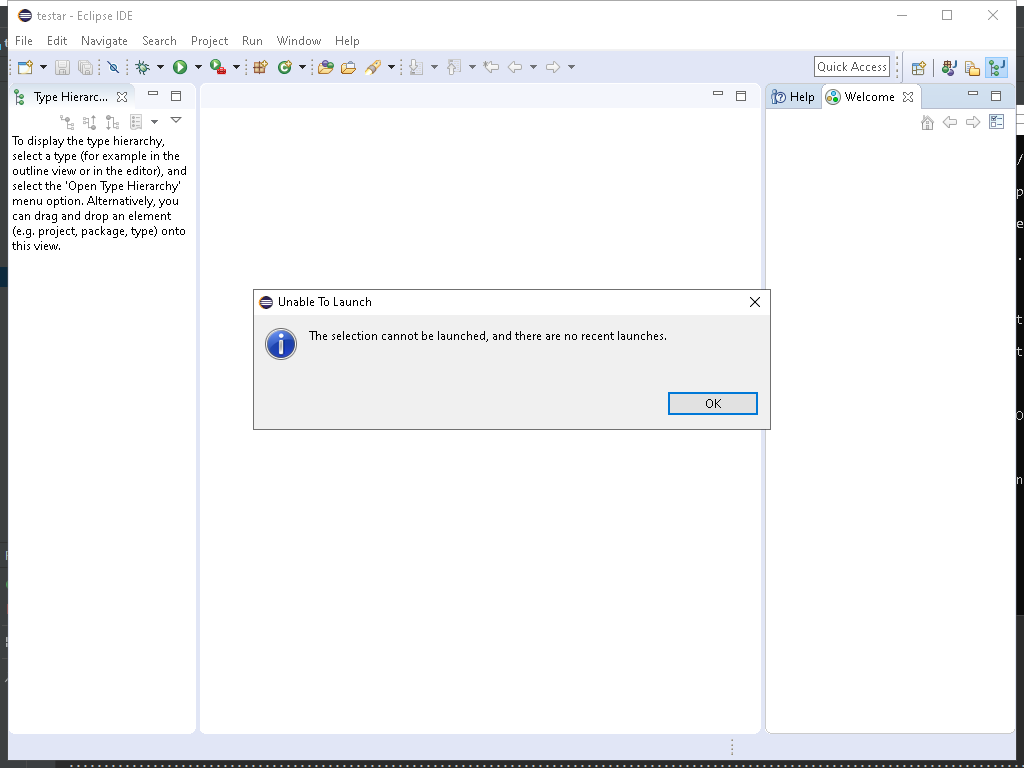 testar - Eclipse IDE
File Edit Navigate Search Project Run Window Help
Quick Access
Type Hierarc...
Help
Welcome
To display the type hierarchy,
select a type (for example in the
outline view or in the editor), and
select the 'Open Type Hierarchy'
menu option. Alternatively, you
can drag and drop an element
(e.g. project, package, type) onto
this view.
Unable To Launch
The selection cannot be launched, and there are no recent launches.
OK